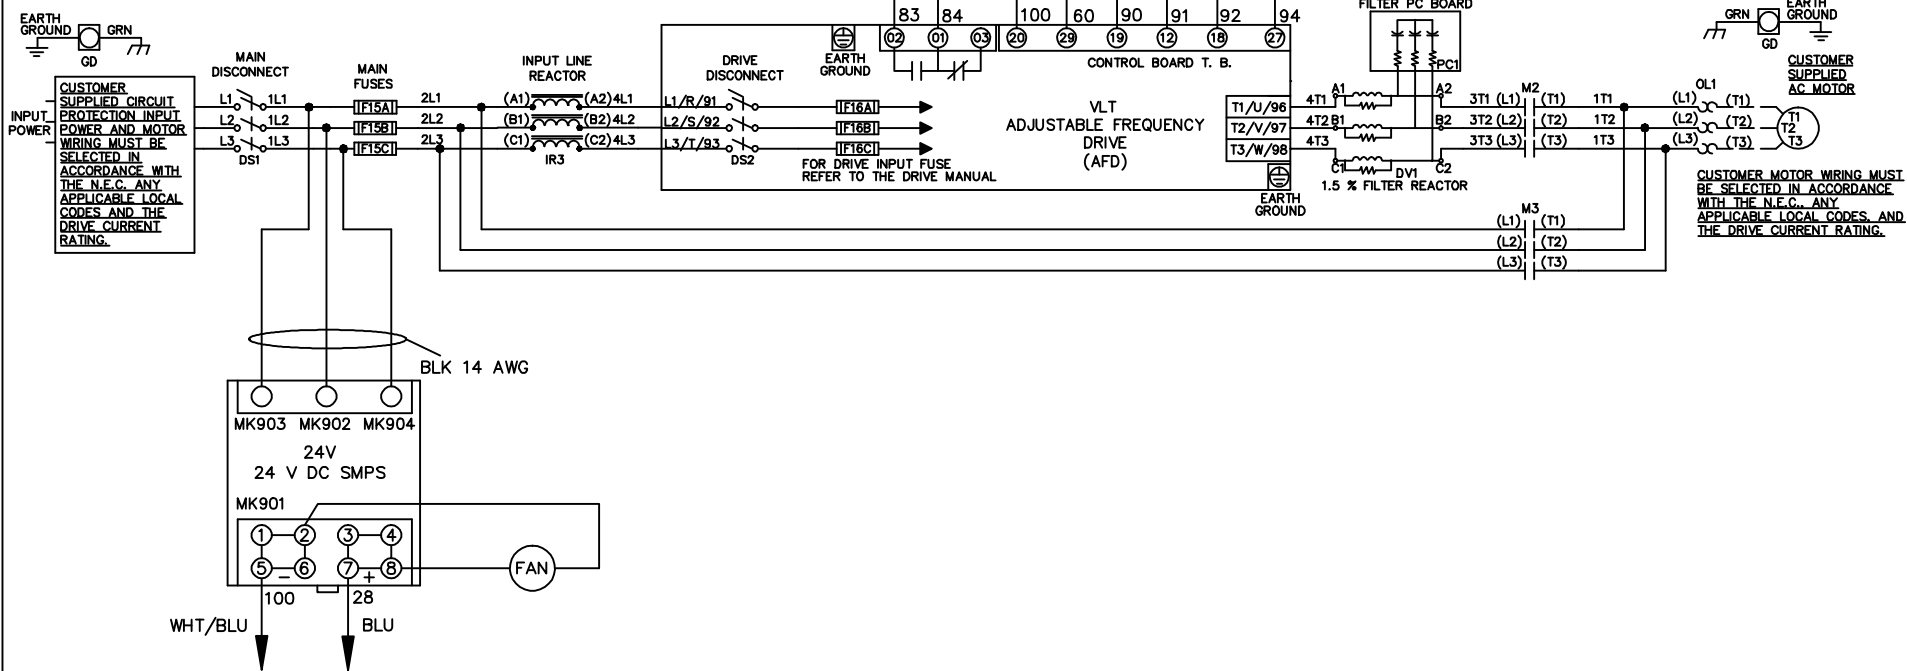 83 84 100 60 90 91 92 94
FILTER PC BOARD
EARTH
GROUND
GRN
GD
EARTH
GROUND
GRN
GD
02 01 03 20 29 19 12 18 27
EARTH
GROUND
CONTROL BOARD T. B.
PC1
CUSTOMER
SUPPLIED
AC MOTOR
MAIN
DISCONNECT
MAIN
FUSES
INPUT LINE
REACTOR
DRIVE
DISCONNECT
INPUT
POWER
CUSTOMER
SUPPLIED CIRCUIT
PROTECTION INPUT
POWER AND MOTOR
WIRING MUST BE
SELECTED IN
ACCORDANCE WITH
THE N.E.C. ANY
APPLICABLE LOCAL
CODES AND THE
DRIVE CURRENT
RATING.
L1 1L1 F15A 2L1 (A1) (A2) 4L1 L1/R/91 F16A
L2 1L2 F15B 2L2 (B1) (B2) 4L2 L2/S/92 F16B
L3 1L3 F15C 2L3 (C1) (C2) 4L3 L3/T/93 F16C
DS1
IR3
DS2
FOR DRIVE INPUT FUSE
REFER TO THE DRIVE MANUAL
VLT
ADJUSTABLE FREQUENCY
DRIVE
(AFD)
T1/U/96 4T1 A1 A2 3T1 (L1) M2 (T1) 1T1 (L1) OL1 (T1) T1
T2/V/97 4T2 B1 B2 3T2 (L2) (T2) 1T2 (L2) (T2) T2
T3/W/98 4T3 C1 C2 3T3 (L3) (T3) 1T3 (L3) (T3) T3
DV1
1.5 % FILTER REACTOR
EARTH
GROUND
CUSTOMER MOTOR WIRING MUST
BE SELECTED IN ACCORDANCE
WITH THE N.E.C., ANY
APPLICABLE LOCAL CODES, AND
THE DRIVE CURRENT RATING.
M3
(L1) (T1)
(L2) (T2)
(L3) (T3)
BLK 14 AWG
MK903 MK902 MK904
24V
24 V DC SMPS
MK901
1 2 3 4
5 - 6 7 + 8
FAN
100 28
WHT/BLU BLU